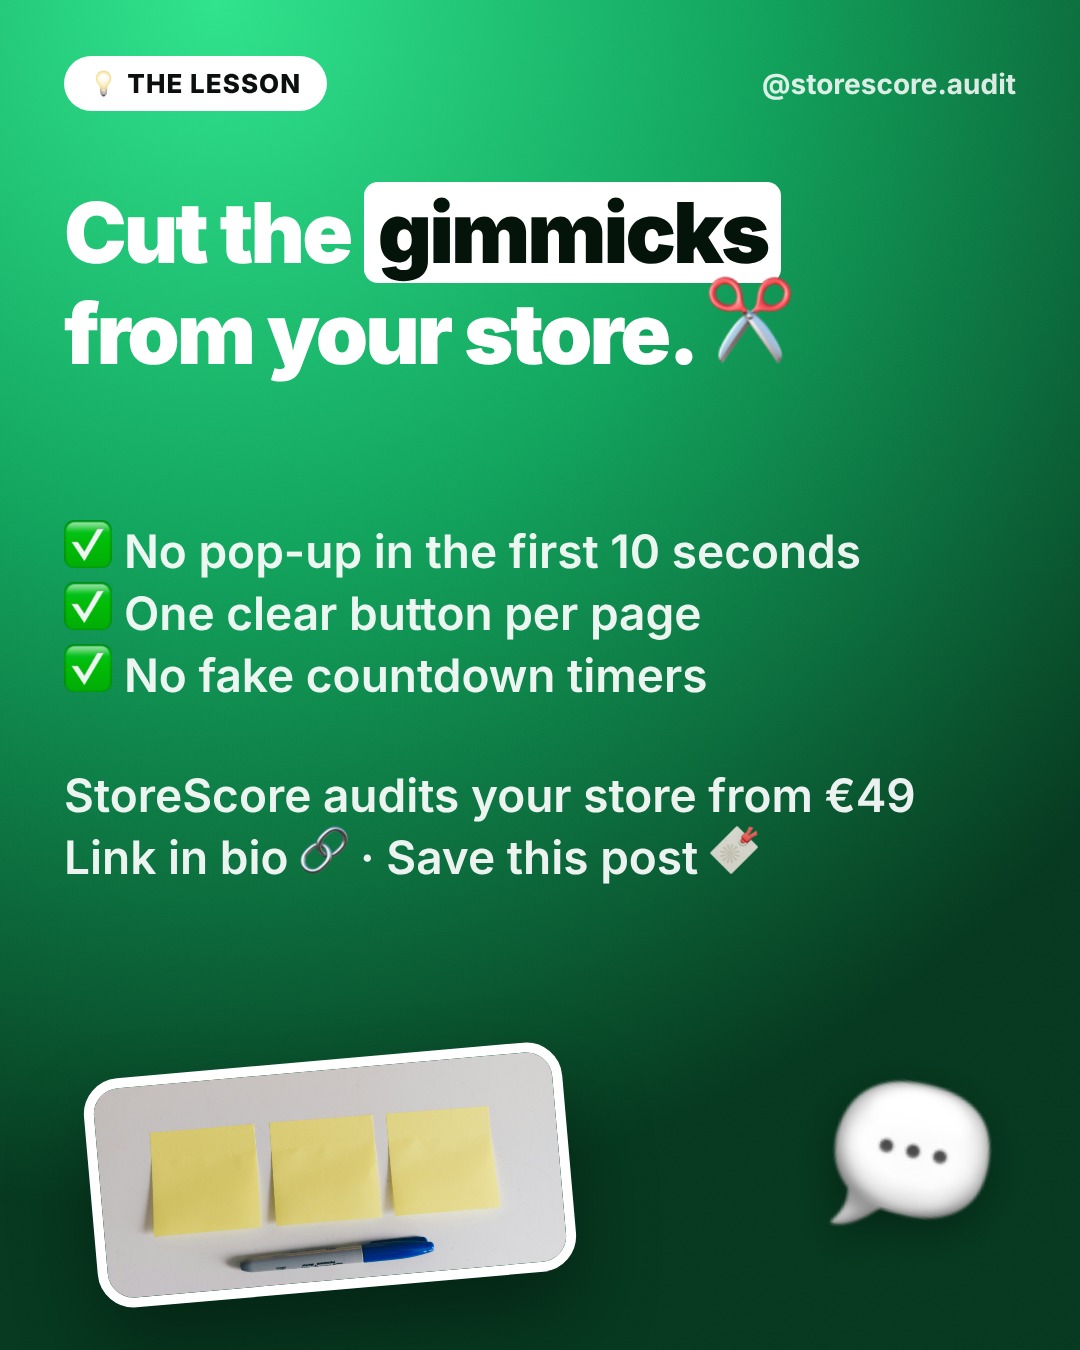 💡 THE LESSON
@storescore.audit
Cut the gimmicks
from your store. ✂️
✅ No pop-up in the first 10 seconds
✅ One clear button per page
✅ No fake countdown timers
StoreScore audits your store from €49
Link in bio 🔗 · Save this post 🔖